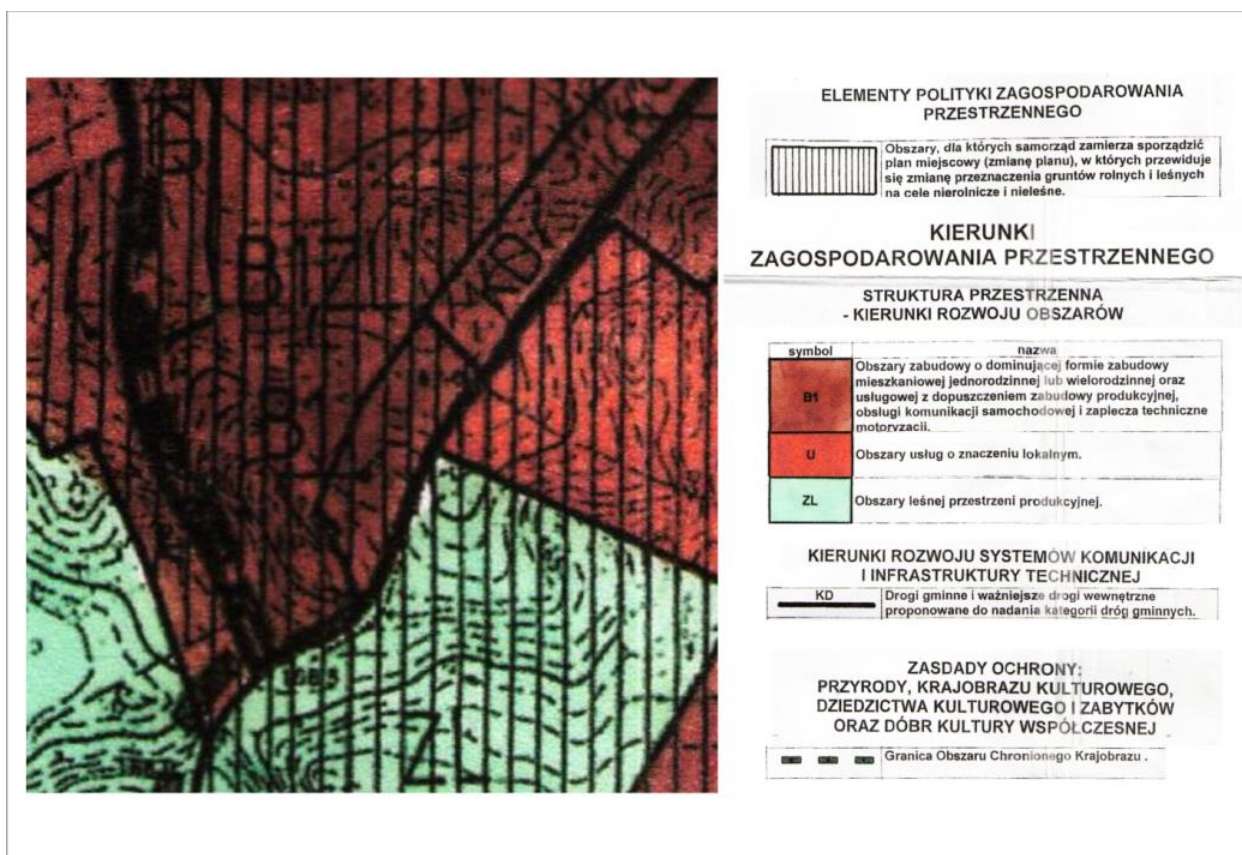 KD
B17
KD
198,5
ZL
ELEMENTY POLITYKI ZAGOSPODAROWANIA
PRZESTRZENNEGO
Obszary, dla których samorząd zamierza sporządzić
plan miejscowy (zmianę planu), w których przewiduje
się zmianę przeznaczenia gruntów rolnych i leśnych
na cele nierolnicze i nieleśne.
KIERUNKI
ZAGOSPODAROWANIA PRZESTRZENNEGO
STRUKTURA PRZESTRZENNA
- KIERUNKI ROZWOJU OBSZARÓW
symbol nazwa
B1 Obszary zabudowy o dominującej formie zabudowy
mieszkaniowej jednorodzinnej lub wielorodzinnej oraz
usługowej z dopuszczeniem zabudowy produkcyjnej,
obsługi komunikacji samochodowej i zaplecza techniczne
motoryzacji.
U Obszary usług o znaczeniu lokalnym.
ZL Obszary leśnej przestrzeni produkcyjnej.
KIERUNKI ROZWOJU SYSTEMÓW KOMUNIKACJI
I INFRASTRUKTURY TECHNICZNEJ
KD Drogi gminne i ważniejsze drogi wewnętrzne
proponowane do nadania kategorii dróg gminnych.
ZASDADY OCHRONY:
PRZYRODY, KRAJOBRAZU KULTUROWEGO,
DZIEDZICTWA KULTUROWEGO I ZABYTKÓW
ORAZ DÓBR KULTURY WSPÓŁCZESNEJ
Granica Obszaru Chronionego Krajobrazu .